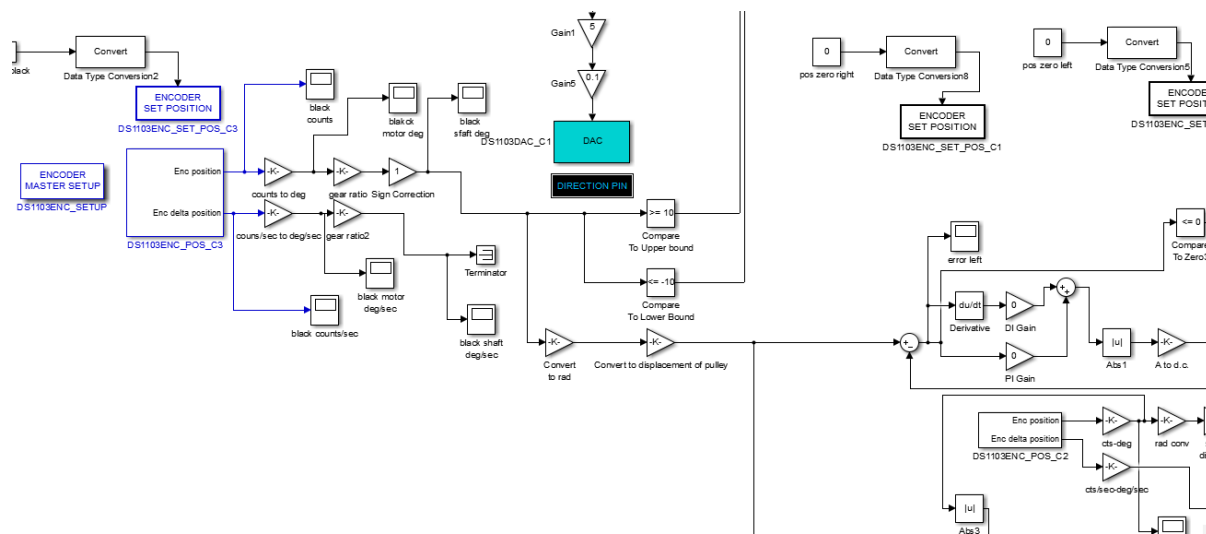 black
Convert
Data Type Conversion2
ENCODER
SET POSITION
DS1103ENC_SET_POS_C3
ENCODER
MASTER SETUP
DS1103ENC_SETUP
Enc position
Enc delta position
DS1103ENC_POS_C3
black
counts
-K-
counts to deg
blakck
motor deg
-K-
gear ratio
1
Sign Correction
black
sfaft deg
-K-
couns/sec to deg/sec
-K-
gear ratio2
black motor
deg/sec
black counts/sec
Terminator
black shaft
deg/sec
5
Gain1
0.1
Gain5
DAC
DS1103DAC_C1
DIRECTION PIN
>= 10
Compare
To Upper bound
<= -10
Compare
To Lower Bound
-K-
Convert
to rad
-K-
Convert to displacement of pulley
0
pos zero right
Convert
Data Type Conversion8
ENCODER
SET POSITION
DS1103ENC_SET_POS_C1
0
pos zero left
Convert
Data Type Conversion5
ENCODER
SET POSIT
DS1103ENC_SET
<= 0
Compare
To Zero3
error left
du/dt
Derivative
0
DI Gain
0
PI Gain
|u|
Abs1
-K-
A to d.c.
Enc position
Enc delta position
DS1103ENC_POS_C2
-K-
cts-deg
-K-
rad conv
di
-K-
cts/sec-deg/sec
|u|
Abs3